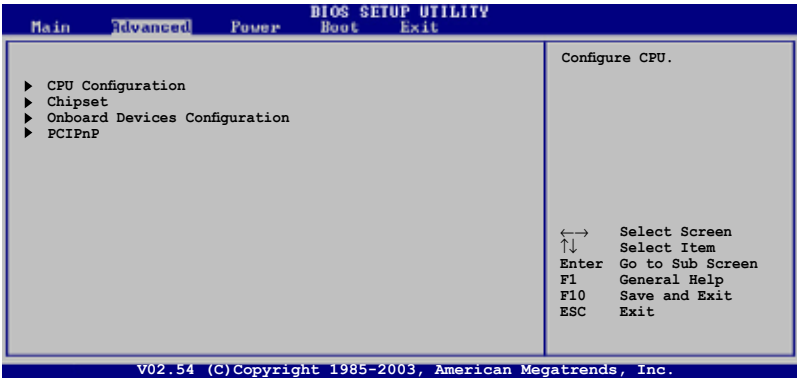 BIOS SETUP UTILITY
Main Advanced Power Boot Exit
CPU Configuration
Chipset
Onboard Devices Configuration
PCIPnP
Configure CPU.
←→ Select Screen
↑↓ Select Item
Enter Go to Sub Screen
F1 General Help
F10 Save and Exit
ESC Exit
V02.54 (C)Copyright 1985-2003, American Megatrends, Inc.